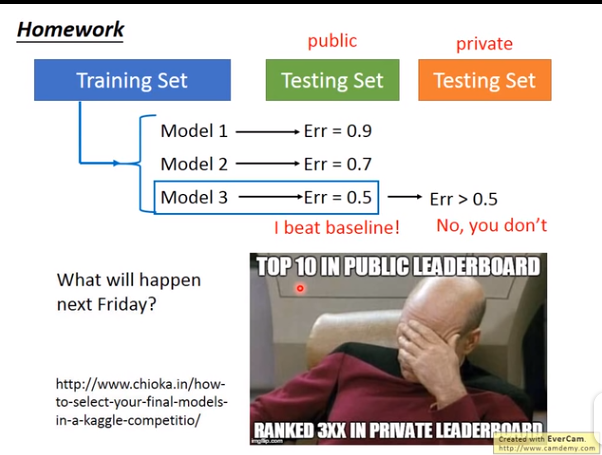 Homework
public
private
Training Set
Testing Set
Testing Set
Model 1
Err = 0.9
Model 2
Err = 0.7
Model 3
Err = 0.5
Err > 0.5
I beat baseline!
No, you don't
What will happen
next Friday?
TOP 10 IN PUBLIC LEADERBOARD
RANKED 3XX IN PRIVATE LEADERBOARD
imgflip.com
http://www.chioka.in/how-
to-select-your-final-models-
in-a-kaggle-competitio/
Created with EverCam.
http://www.camdemy.com